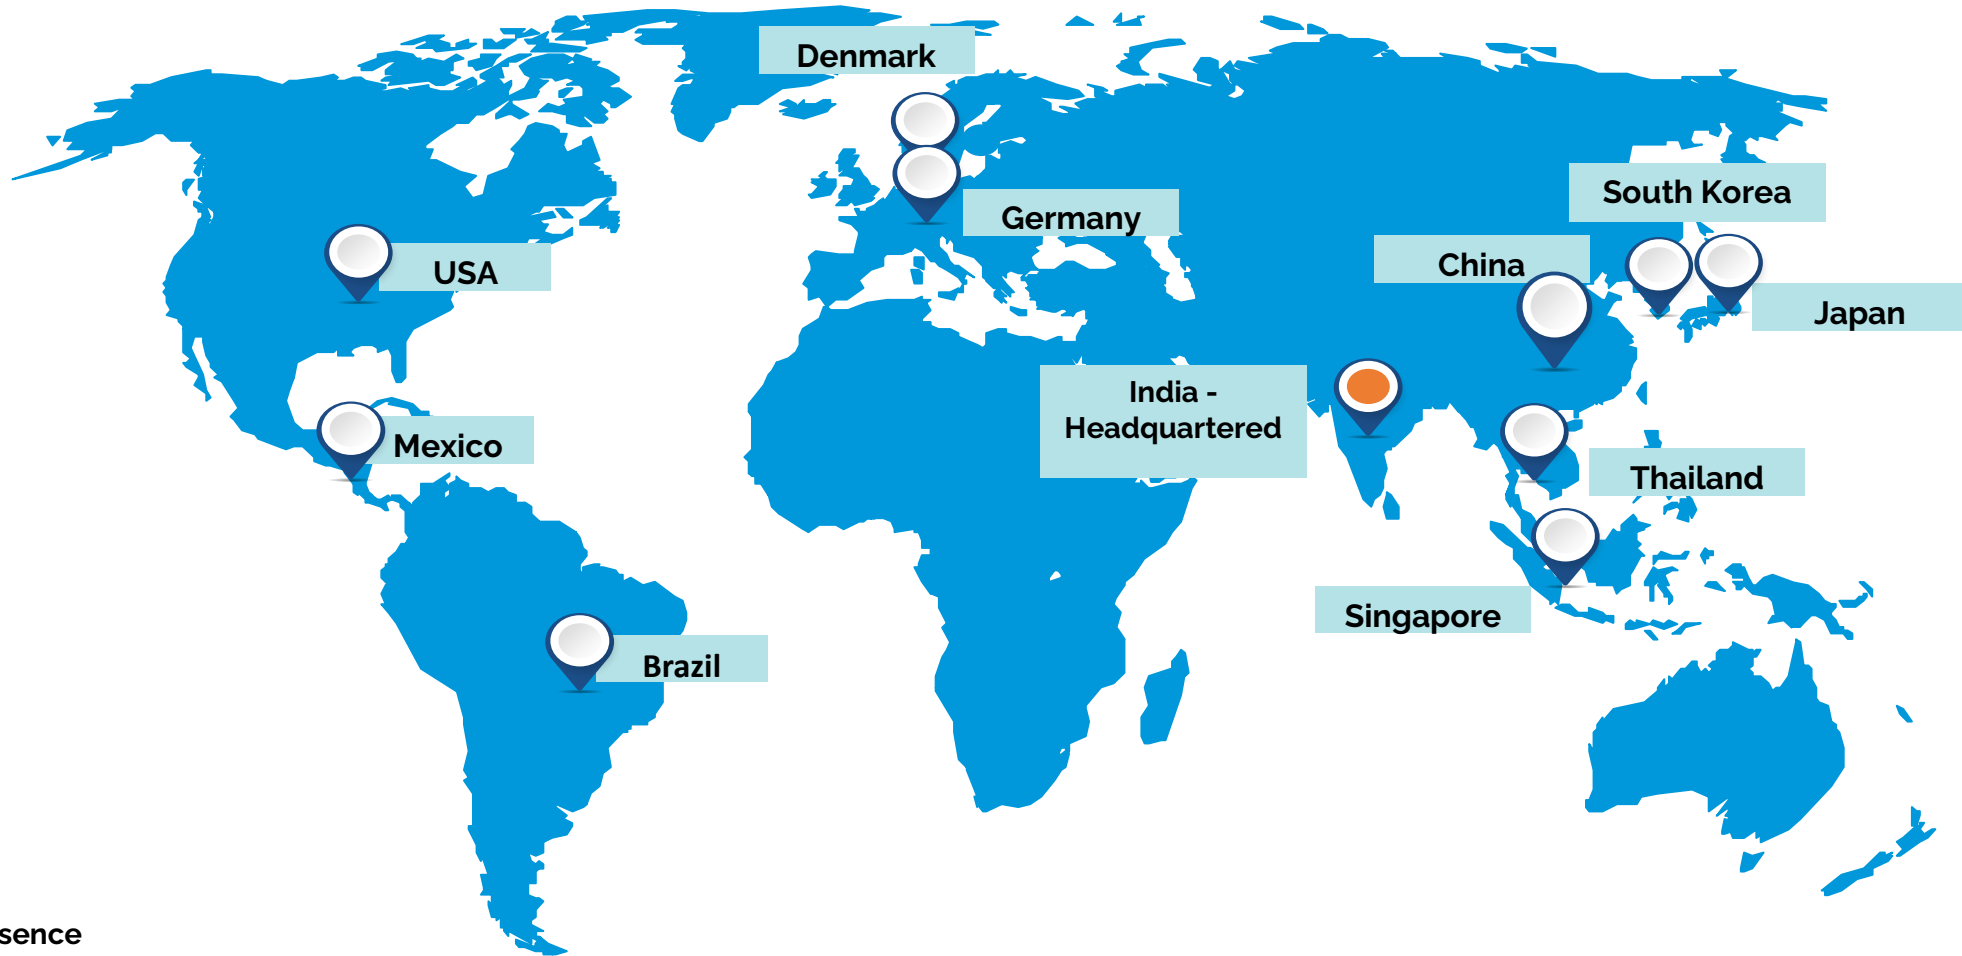 Denmark
South Korea
Germany
China
USA
Japan
India -
Headquartered
Mexico
Thailand
Singapore
Brazil
sence